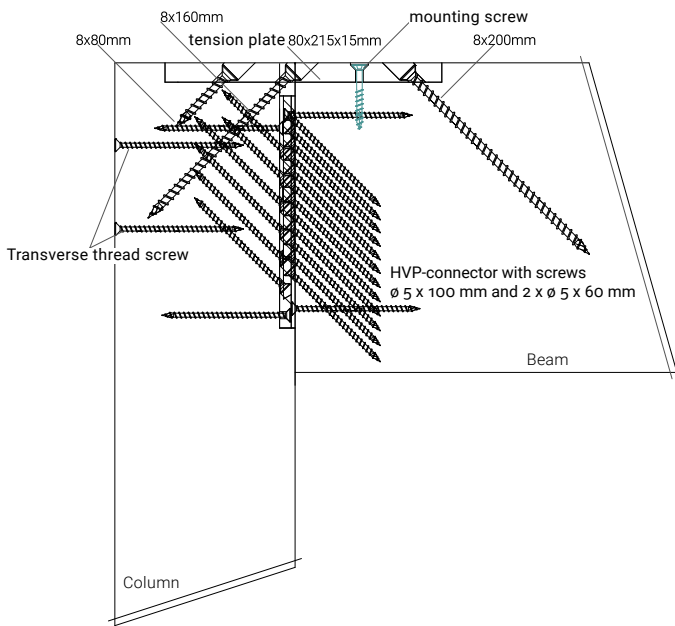 8x160mm
mounting screw
8x80mm
tension plate 80x215x15mm
8x200mm
Transverse thread screw
HVP-connector with screws
ø 5 x 100 mm and 2 x ø 5 x 60 mm
Beam
Column